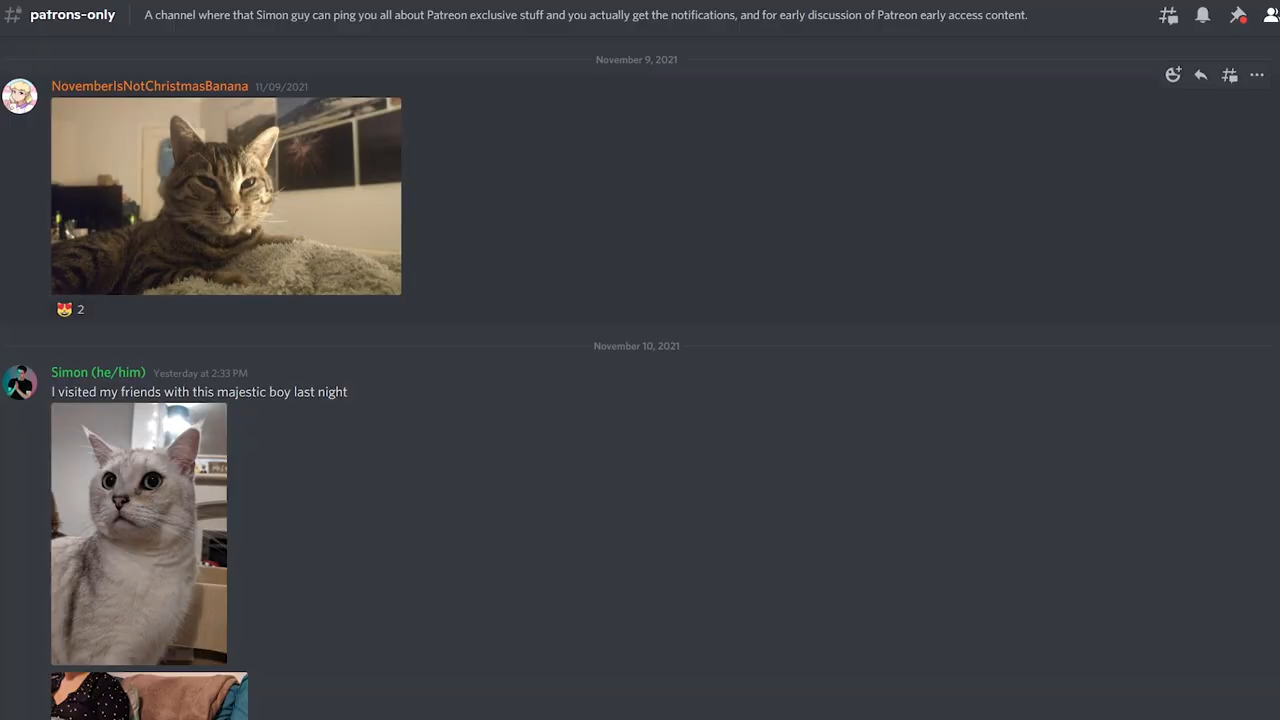 patrons-only
A channel where that Simon guy can ping you all about Patreon exclusive stuff and you actually get the notifications, and for early discussion of Patreon early access content.
November 9, 2021
NovemberIsNotChristmasBanana 11/09/2021
2
November 10, 2021
Simon (he/him) Yesterday at 2:33 PM
I visited my friends with this majestic boy last night